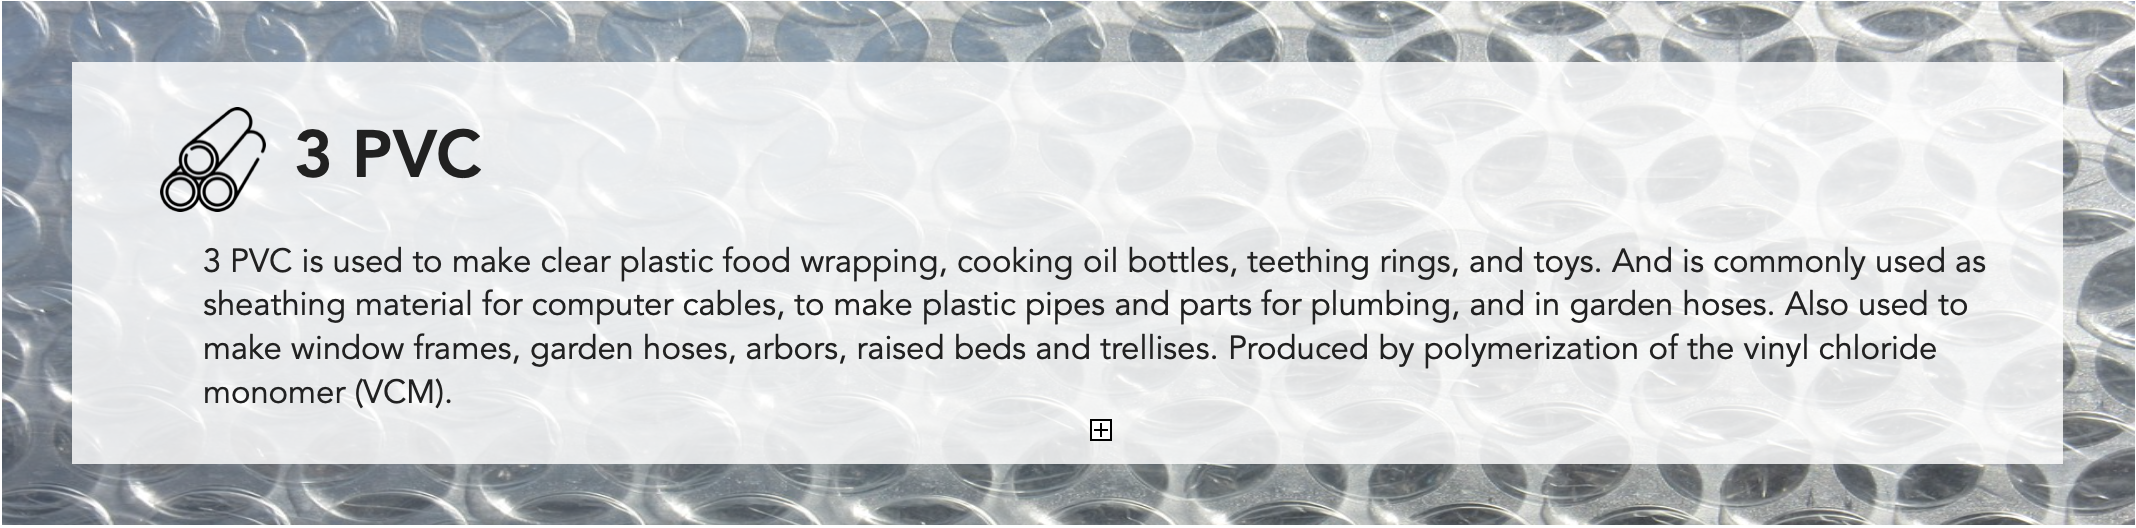 3 PVC
3 PVC is used to make clear plastic food wrapping, cooking oil bottles, teething rings, and toys. And is commonly used as
sheathing material for computer cables, to make plastic pipes and parts for plumbing, and in garden hoses. Also used to
make window frames, garden hoses, arbors, raised beds and trellises. Produced by polymerization of the vinyl chloride
monomer (VCM).